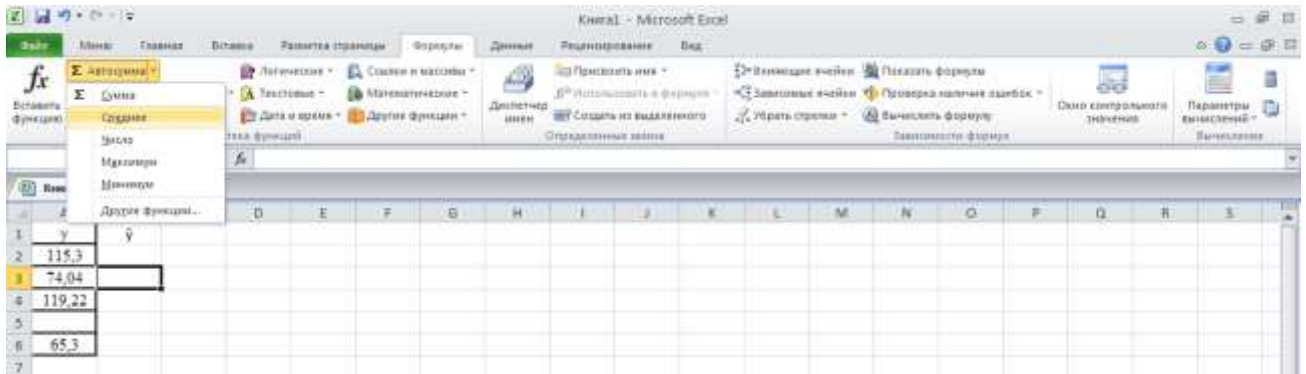 Книга1 - Microsoft Excel
Файл Меню Главная Вставка Разметка страницы Формулы Данные Рецензирование Вид
fx Вставить функцию
Σ Автосумма
Логические
Текстовые
Дата и время
Ссылки и массивы
Математические
Другие функции
Диспетчер имен
Присвоить имя
Использовать в формуле
Создать из выделенного
Определенные имена
Влияющие ячейки
Зависимые ячейки
Убрать стрелки
Показать формулы
Проверка наличия ошибок
Вычислить формулу
Зависимости формул
Окно контрольного значения
Параметры вычислений
Вычисление
Σ Сумма
Среднее
Число
Максимум
Минимум
Другие функции...
fx
D E F G H I J K L M N O P Q R S
1 y ŷ
2 115,3
3 74,04
4 119,22
5
6 65,3
7